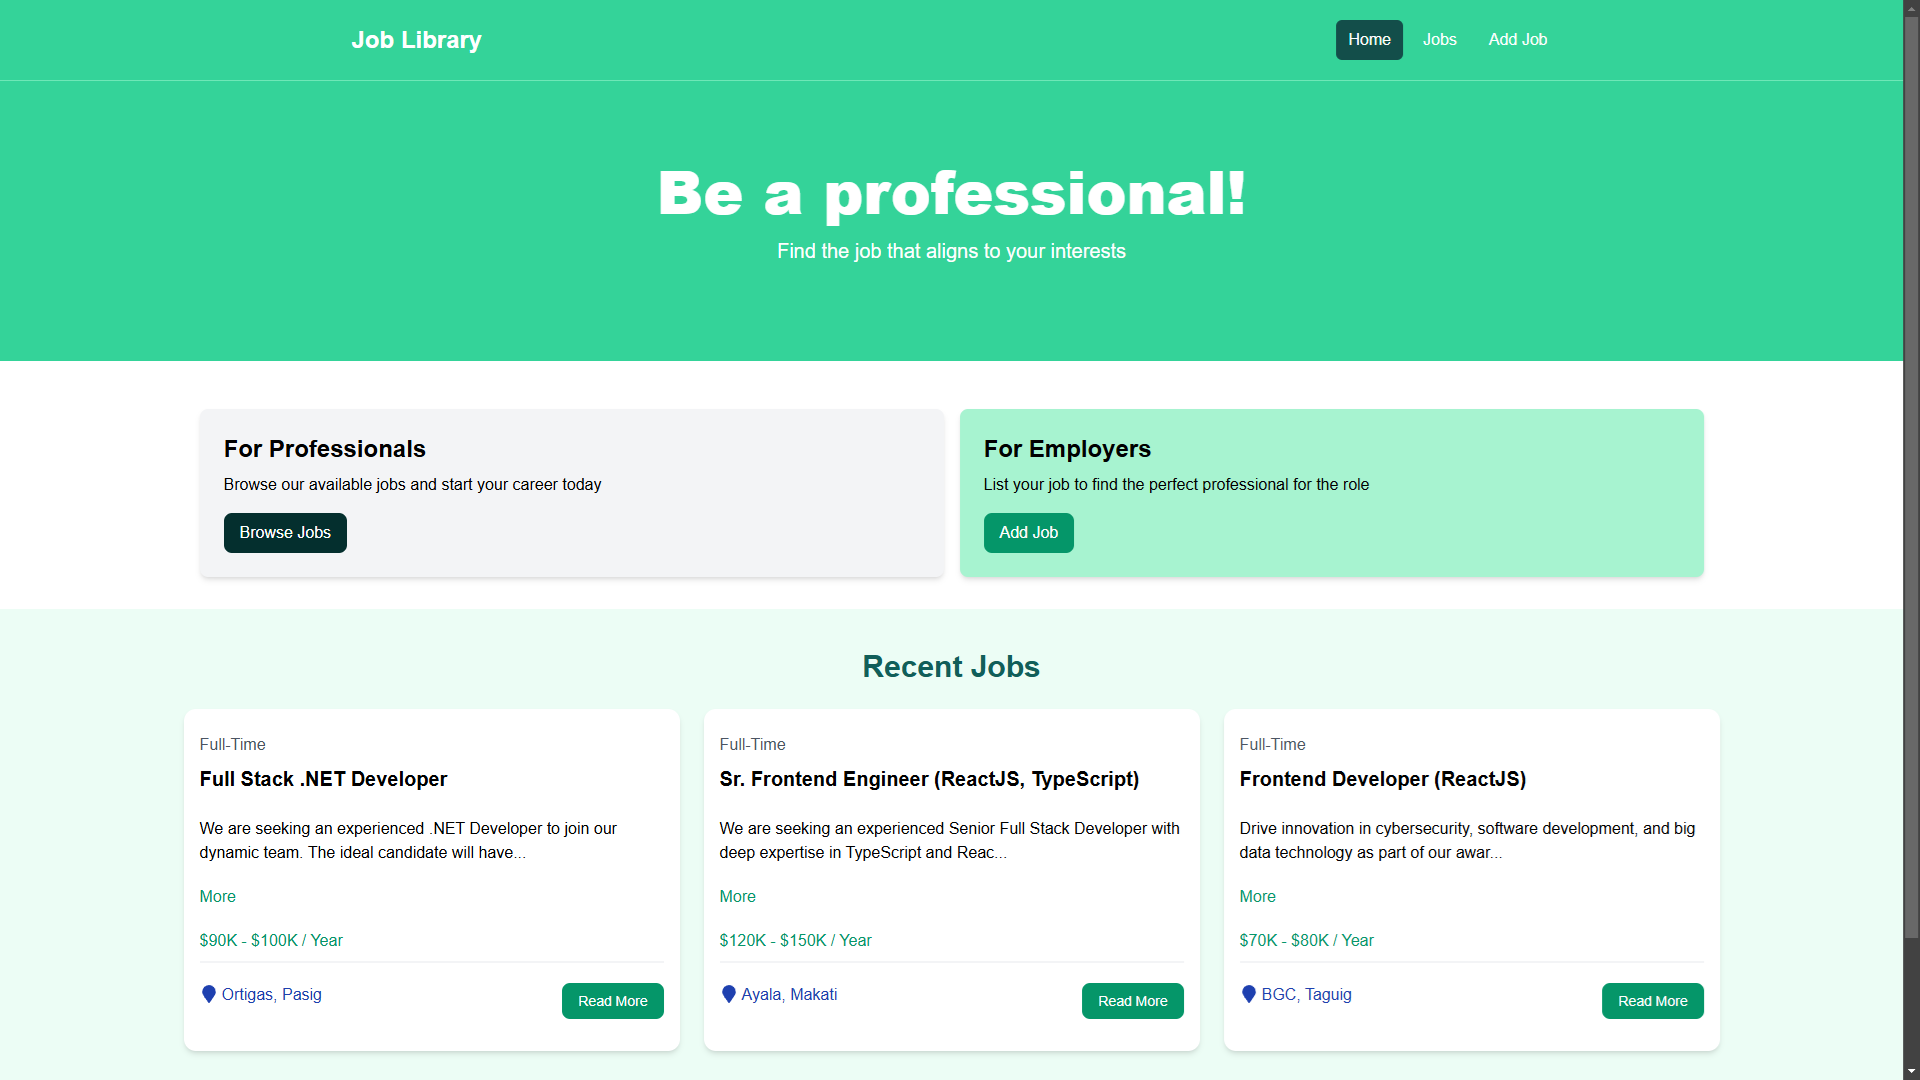 Job Library
Home
Jobs
Add Job
Be a professional!
Find the job that aligns to your interests
For Professionals
Browse our available jobs and start your career today
Browse Jobs
For Employers
List your job to find the perfect professional for the role
Add Job
Recent Jobs
Full-Time
Full Stack .NET Developer
We are seeking an experienced .NET Developer to join our
dynamic team. The ideal candidate will have...
More
$90K - $100K / Year
Ortigas, Pasig
Read More
Full-Time
Sr. Frontend Engineer (ReactJS, TypeScript)
We are seeking an experienced Senior Full Stack Developer with
deep expertise in TypeScript and Reac...
More
$120K - $150K / Year
Ayala, Makati
Read More
Full-Time
Frontend Developer (ReactJS)
Drive innovation in cybersecurity, software development, and big
data technology as part of our awar...
More
$70K - $80K / Year
BGC, Taguig
Read More